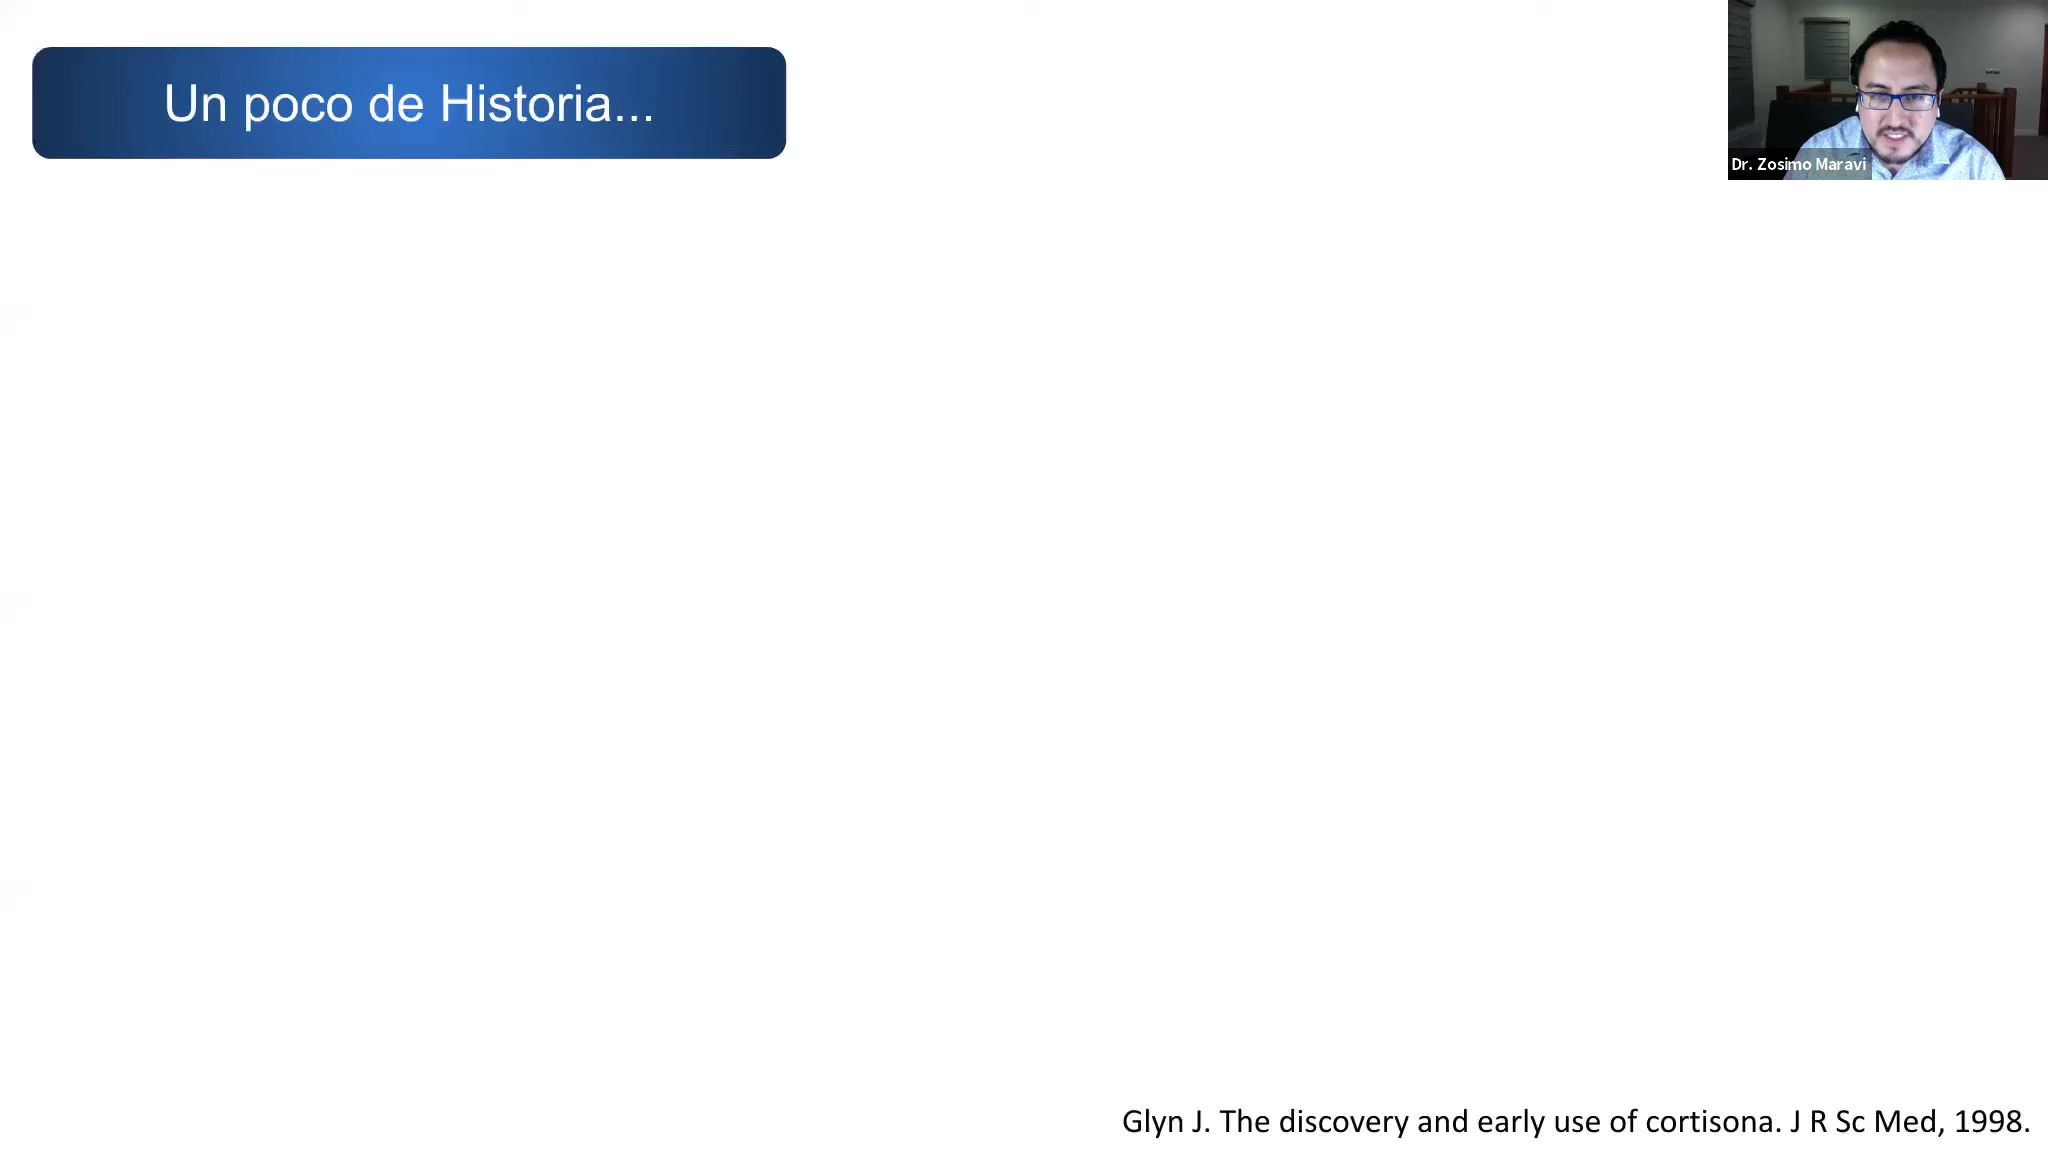 Un poco de Historia...
Dr. Zosimo Maravi
Glyn J. The discovery and early use of cortisona. J R Sc Med, 1998.